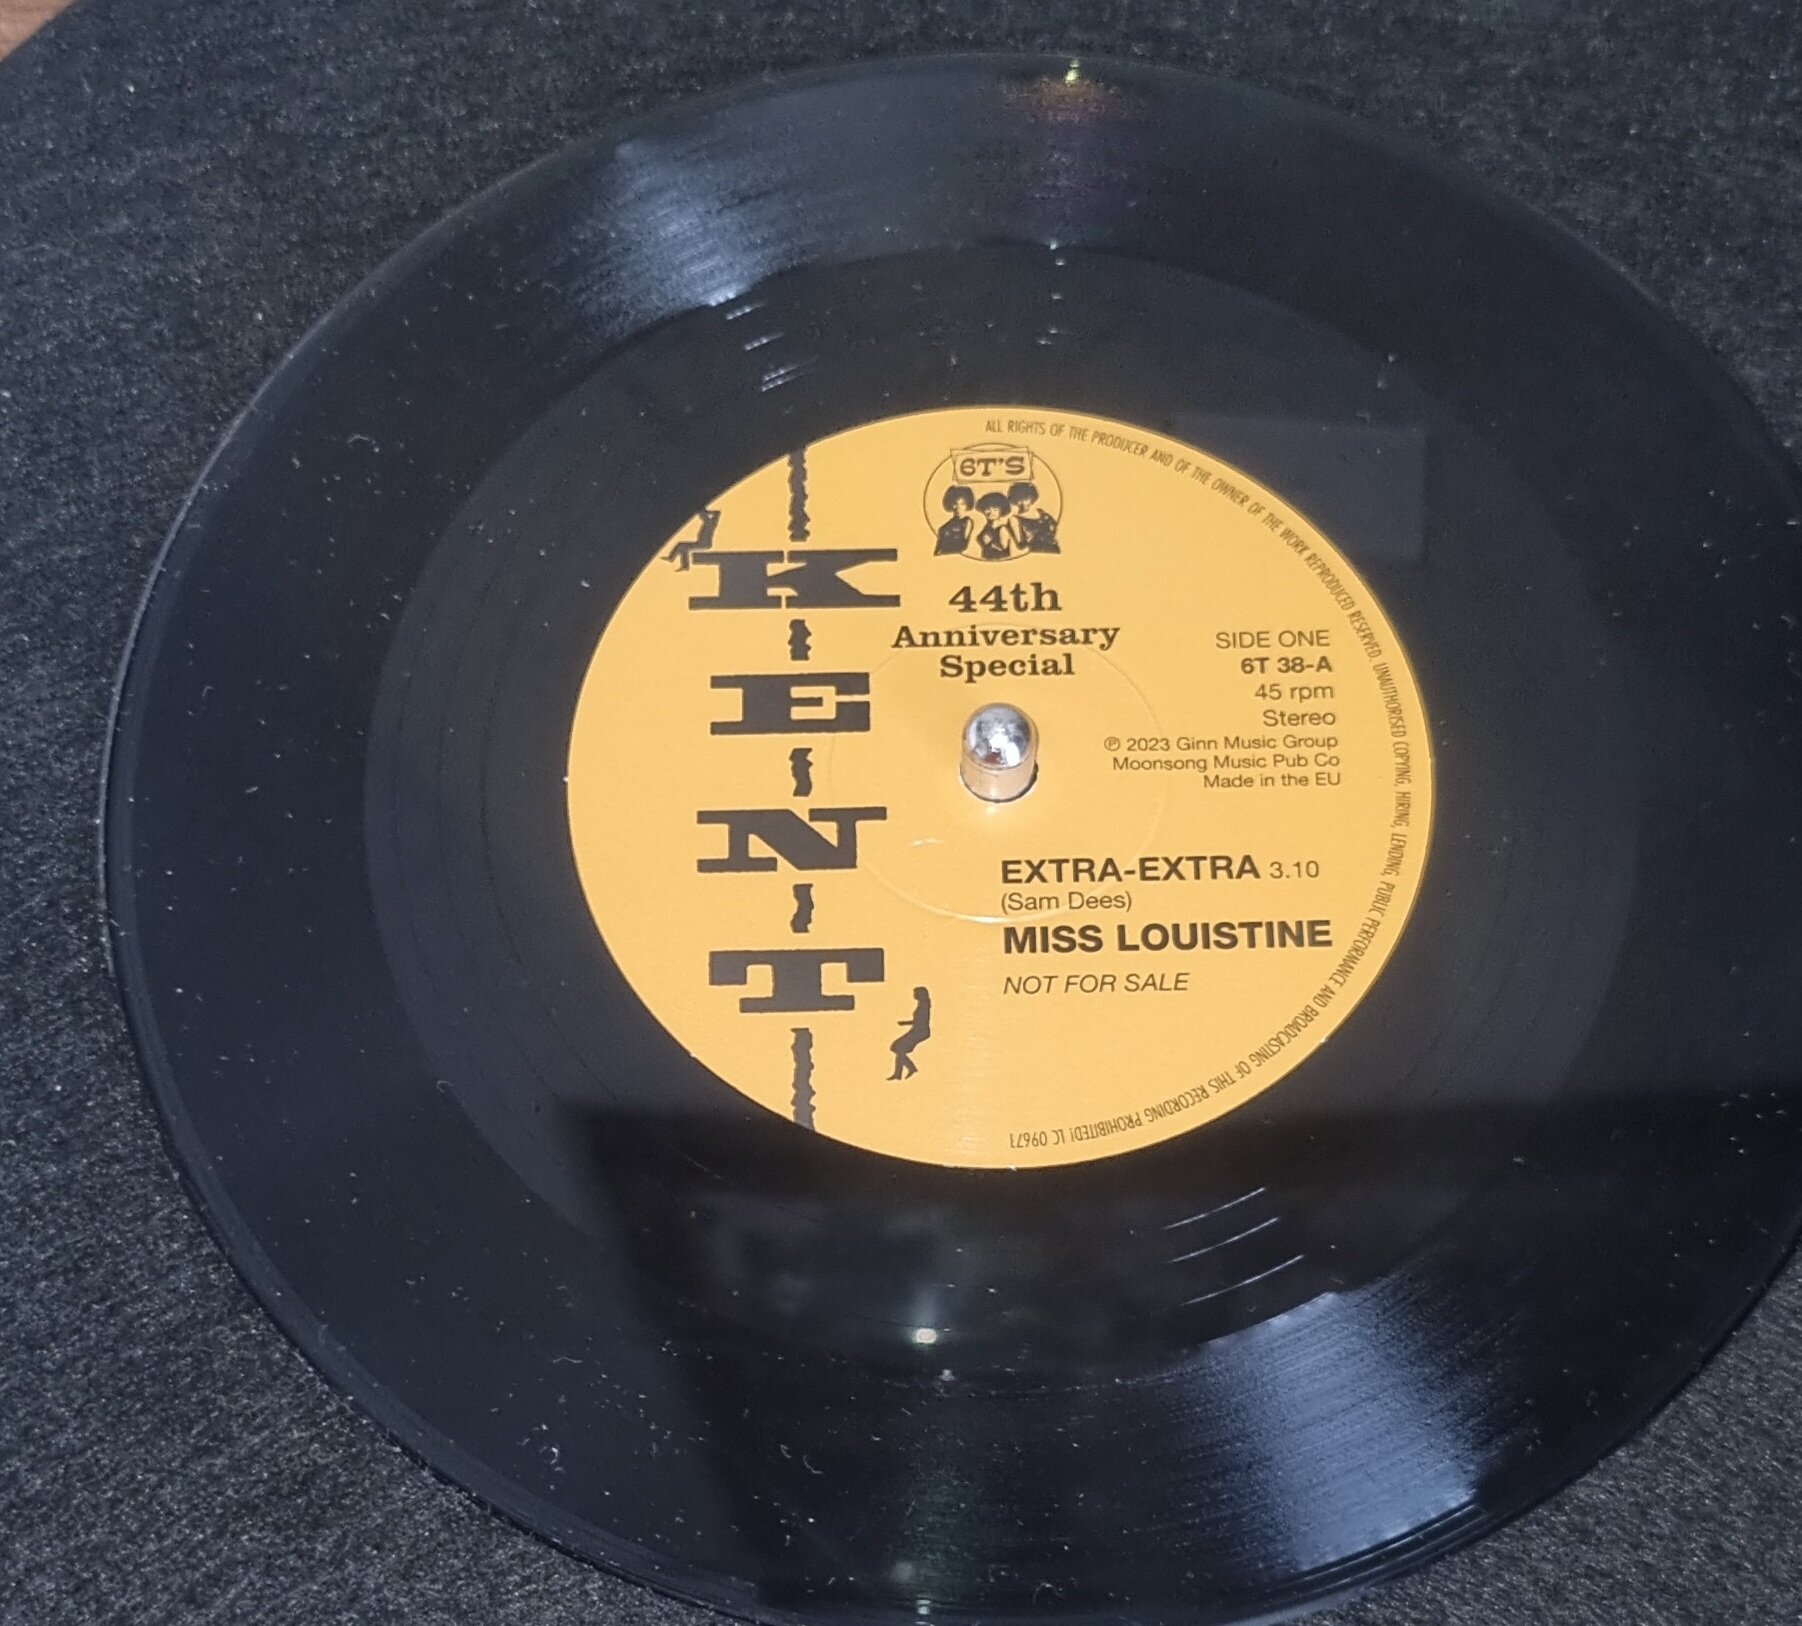 6T'S
KENT
44th
Anniversary
Special
SIDE ONE
6T 38-A
45 rpm
Stereo
℗ 2023 Ginn Music Group
Moonsong Music Pub Co
Made in the EU
EXTRA-EXTRA 3.10
(Sam Dees)
MISS LOUISTINE
NOT FOR SALE
ALL RIGHTS OF THE PRODUCER AND OF THE OWNER OF THE WORK REPRODUCED RESERVED. UNAUTHORISED COPYING, HIRING, LENDING, PUBLIC PERFORMANCE AND BROADCASTING OF THIS RECORDING PROHIBITED! LC 09671